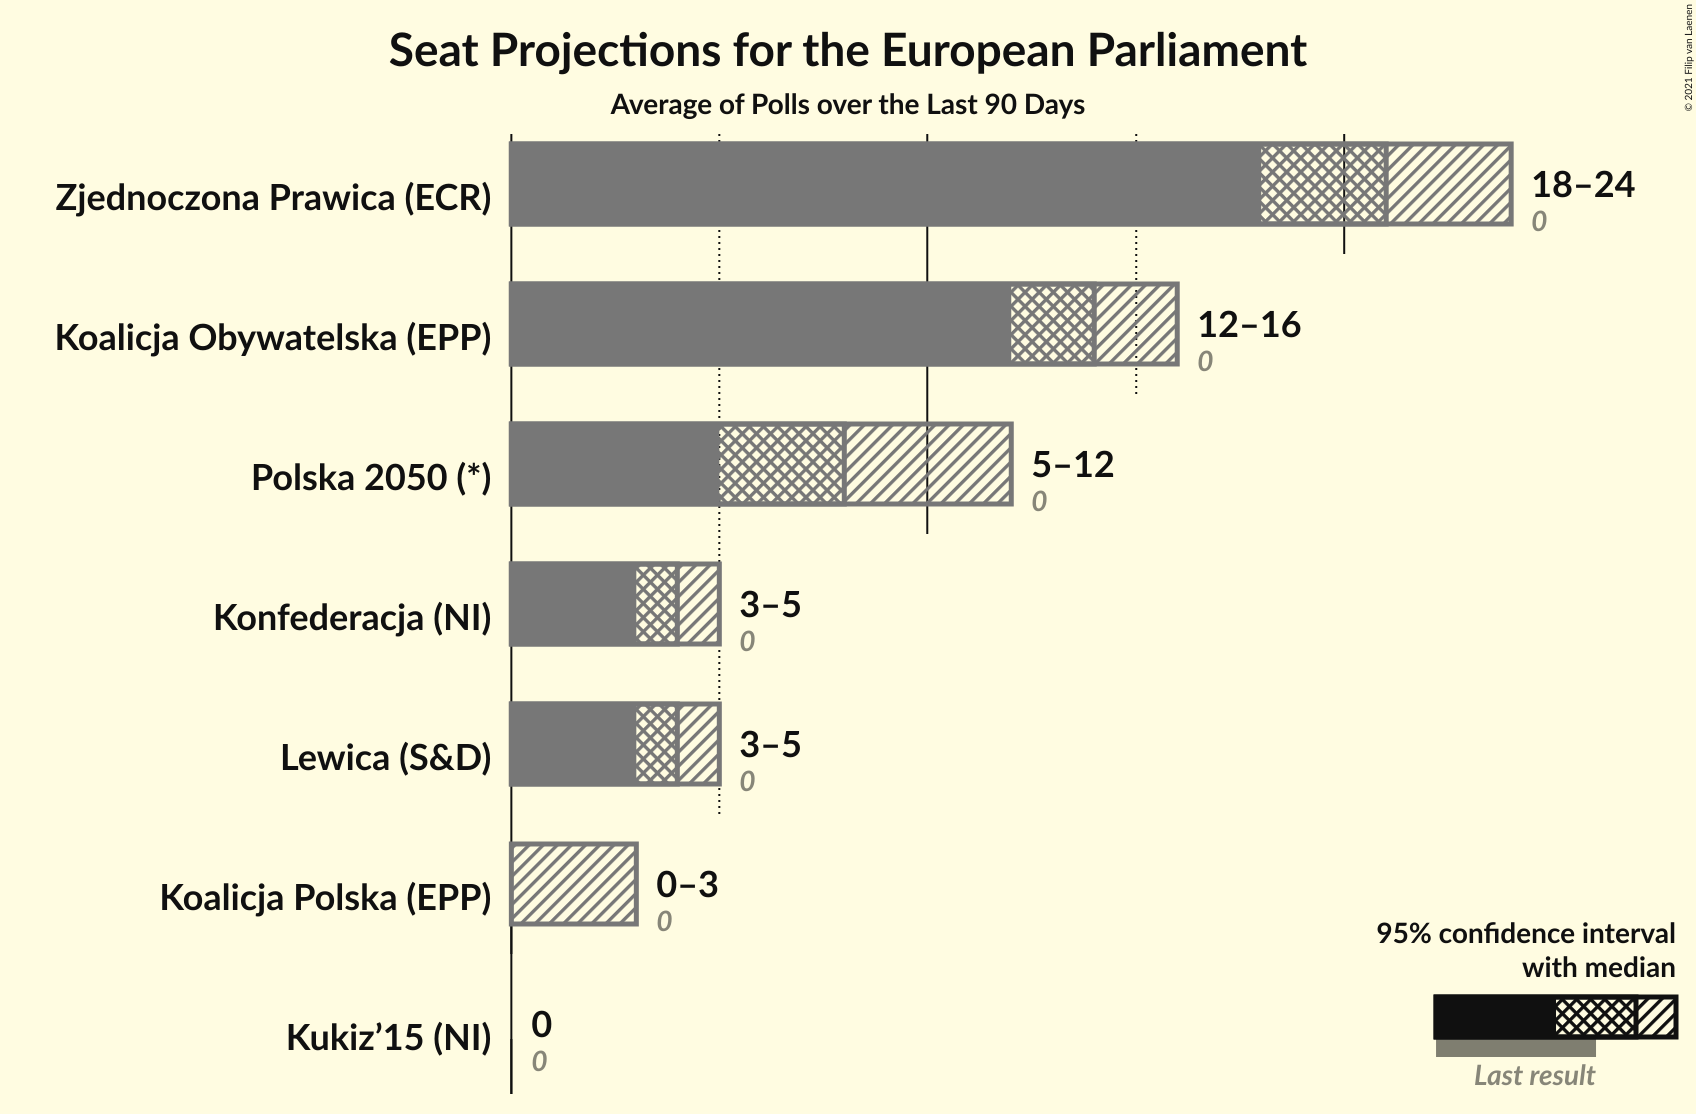 Seat Projections for the European Parliament
Average of Polls over the Last 90 Days
© 2021 Filip van Laenen
Zjednoczona Prawica (ECR)
18–24
0
Koalicja Obywatelska (EPP)
12–16
0
Polska 2050 (*)
5–12
0
Konfederacja (NI)
3–5
0
Lewica (S&D)
3–5
0
Koalicja Polska (EPP)
0–3
0
Kukiz’15 (NI)
0
0
95% confidence interval
with median
Last result